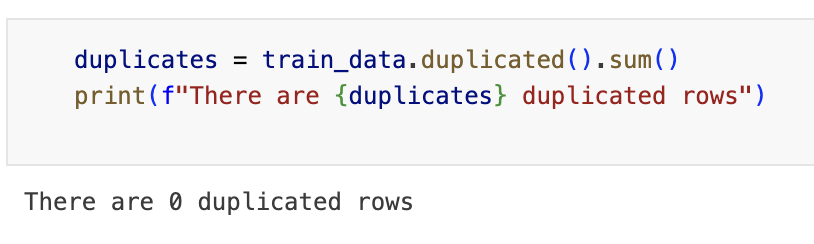 duplicates = train_data.duplicated().sum()
print(f"There are {duplicates} duplicated rows")
There are 0 duplicated rows